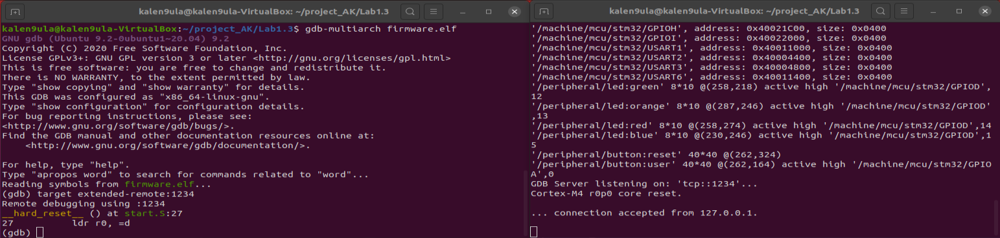 kalen9ula@kalen9ula-VirtualBox: ~/project_AK/Lab1.3
kalen9ula@kalen9ula-VirtualBox:~/project_AK/Lab1.3$ gdb-multiarch firmware.elf
GNU gdb (Ubuntu 9.2-0ubuntu1~20.04) 9.2
Copyright (C) 2020 Free Software Foundation, Inc.
License GPLv3+: GNU GPL version 3 or later <http://gnu.org/licenses/gpl.html>
This is free software: you are free to change and redistribute it.
There is NO WARRANTY, to the extent permitted by law.
Type "show copying" and "show warranty" for details.
This GDB was configured as "x86_64-linux-gnu".
Type "show configuration" for configuration details.
For bug reporting instructions, please see:
<http://www.gnu.org/software/gdb/bugs/>.
Find the GDB manual and other documentation resources online at:
    <http://www.gnu.org/software/gdb/documentation/>.
For help, type "help".
Type "apropos word" to search for commands related to "word"...
Reading symbols from firmware.elf...
(gdb) target extended-remote:1234
Remote debugging using :1234
__hard_reset__ () at start.S:27
27          ldr r0, =d
(gdb)
kalen9ula@kalen9ula-VirtualBox: ~/project_AK/Lab1.3
'/machine/mcu/stm32/GPIOH', address: 0x40021C00, size: 0x0400
'/machine/mcu/stm32/GPIOI', address: 0x40022000, size: 0x0400
'/machine/mcu/stm32/USART1', address: 0x40011000, size: 0x0400
'/machine/mcu/stm32/USART2', address: 0x40004400, size: 0x0400
'/machine/mcu/stm32/USART3', address: 0x40004800, size: 0x0400
'/machine/mcu/stm32/USART6', address: 0x40011400, size: 0x0400
'/peripheral/led:green' 8*10 @(258,218) active high '/machine/mcu/stm32/GPIOD',
12
'/peripheral/led:orange' 8*10 @(287,246) active high '/machine/mcu/stm32/GPIOD'
,13
'/peripheral/led:red' 8*10 @(258,274) active high '/machine/mcu/stm32/GPIOD',14
'/peripheral/led:blue' 8*10 @(230,246) active high '/machine/mcu/stm32/GPIOD',1
5
'/peripheral/button:reset' 40*40 @(262,324)
'/peripheral/button:user' 40*40 @(262,164) active high '/machine/mcu/stm32/GPIO
A',0
GDB Server listening on: 'tcp::1234'...
Cortex-M4 r0p0 core reset.
... connection accepted from 127.0.0.1.